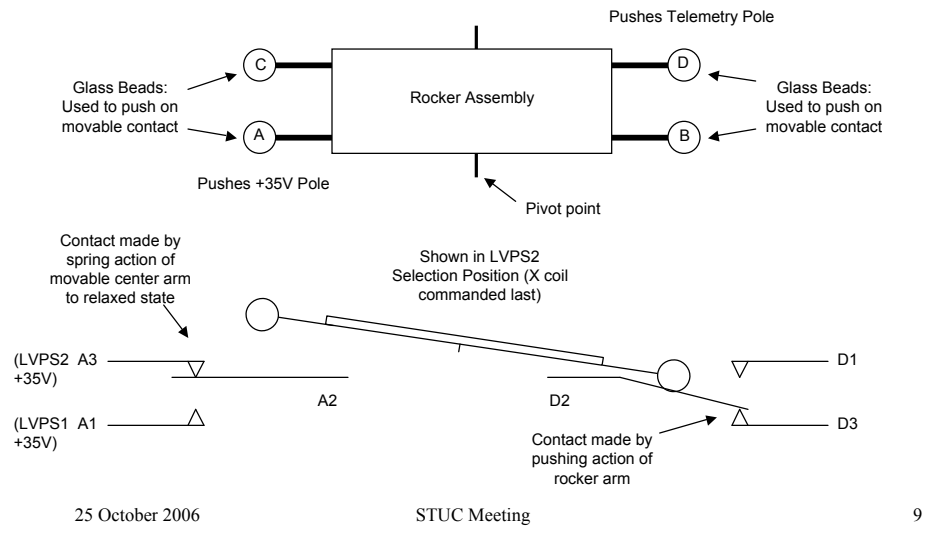 Pushes Telemetry Pole
C
D
Glass Beads:
Used to push on
movable contact
Rocker Assembly
Glass Beads:
Used to push on
movable contact
A
B
Pushes +35V Pole
Pivot point
Contact made by
spring action of
movable center arm
to relaxed state
Shown in LVPS2
Selection Position (X coil
commanded last)
(LVPS2 A3
+35V)
D1
A2
D2
(LVPS1 A1
+35V)
D3
Contact made by
pushing action of
rocker arm
25 October 2006
STUC Meeting
9